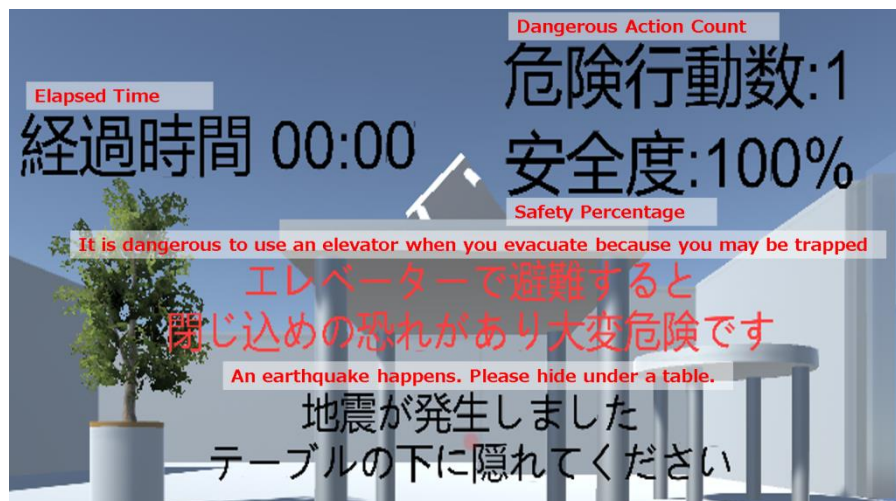 Dangerous Action Count
危険行動数:1
Elapsed Time
経過時間 00:00
安全度:100%
Safety Percentage
It is dangerous to use an elevator when you evacuate because you may be trapped
エレベーターで避難すると
閉じ込めの恐れがあり大変危険です
An earthquake happens. Please hide under a table.
地震が発生しました
テーブルの下に隠れてください